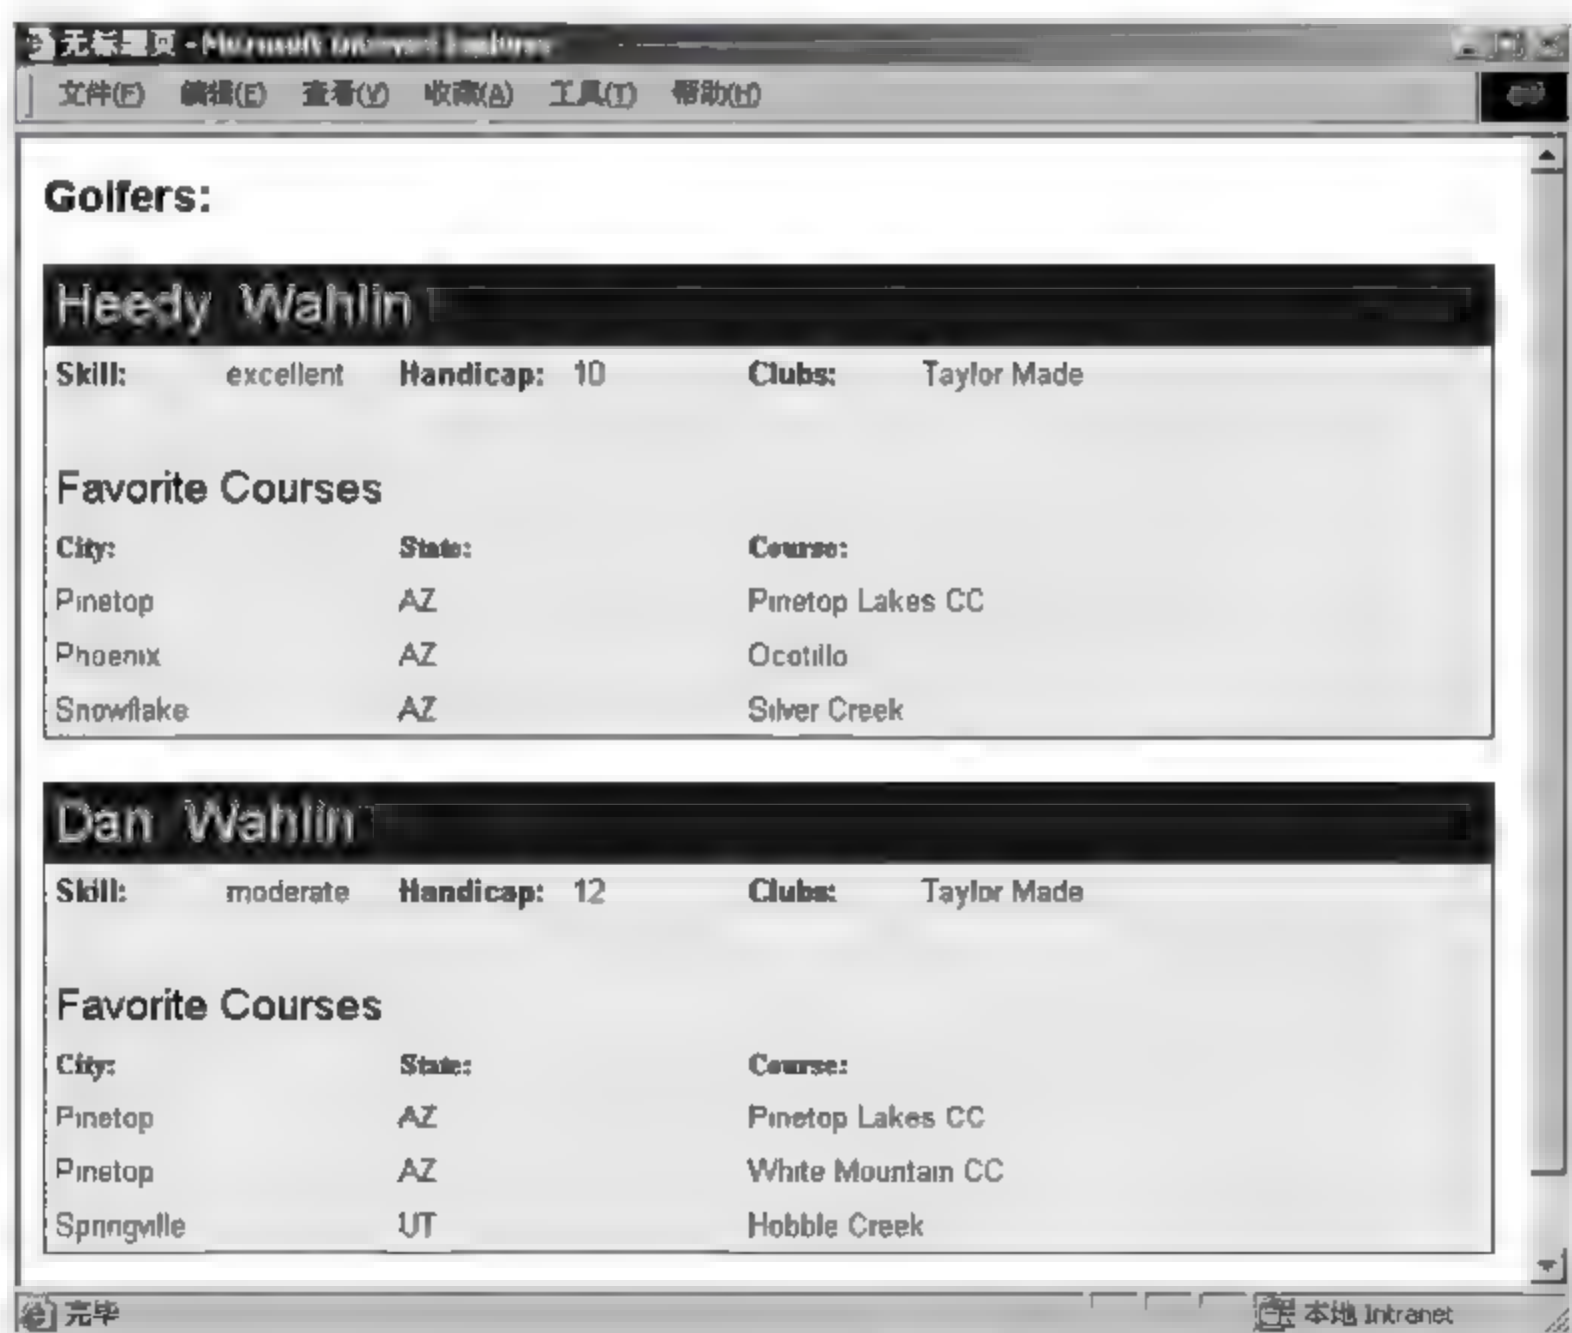 无标题页 - Microsoft Internet Explorer
文件(F) 编辑(E) 查看(V) 收藏(A) 工具(T) 帮助(H)
Golfers:
Heedy Wahlin
Skill: excellent Handicap: 10 Clubs: Taylor Made
Favorite Courses
City: State: Course:
Pinetop AZ Pinetop Lakes CC
Phoenix AZ Ocotillo
Snowflake AZ Silver Creek
Dan Wahlin
Skill: moderate Handicap: 12 Clubs: Taylor Made
Favorite Courses
City: State: Course:
Pinetop AZ Pinetop Lakes CC
Pinetop AZ White Mountain CC
Springville UT Hobble Creek
完毕 本地 Intranet